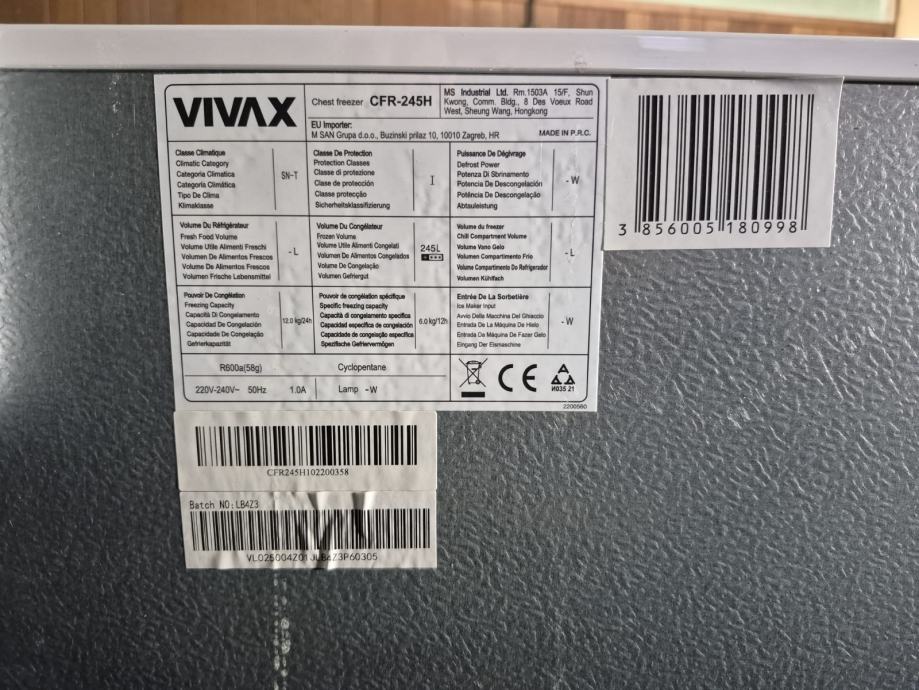 VIVAX
Chest freezer CFR-245H
MS Industrial Ltd. Rm.1503A 15/F, Shun
Kwong, Comm. Bldg., 8 Des Voeux Road
West, Sheung Wang, Hongkong
EU Importer:
M SAN Grupa d.o.o., Buzinski prilaz 10, 10010 Zagreb, HR
MADE IN P.R.C.
Classe Climatique
Climatic Category
Categoria Climatica
Categoría Climática
Tipo De Clima
Klimaklasse
SN-T
Classe De Protection
Protection Classes
Classe di protezione
Clase de protección
Classe protecção
Sicherheitsklassifizierung
I
Puissance De Dégivrage
Defrost Power
Potenza Di Sbrinamento
Potencia De Descongelación
Potência De Descongelação
Abtauleistung
- W
3 856005 180998
Volume Du Réfrigérateur
Fresh Food Volume
Volume Utile Alimenti Freschi
Volumen De Alimentos Frescos
Volume De Alimentos Frescos
Volumen Frische Lebensmittel
- L
Volume Du Congélateur
Frozen Volume
Volume Utile Alimenti Congelati
Volumen De Alimentos Congelados
Volume De Congelação
Volumen Gefriergut
245L
Volume du freezer
Chill Compartment Volume
Volume Vano Gelo
Volumen Compartimento Frio
Volume Compartimento Do Refrigerador
Volumen Kühlfach
- L
Pouvoir De Congélation
Freezing Capacity
Capacità Di Congelamento
Capacidad De Congelación
Capacidade De Congelação
Gefrierkapazität
12.0 kg/24h
Pouvoir de congélation spécifique
Specific freezing capacity
Capacità di congelamento specifica
Capacidad específica de congelación
Capacidade de congelação específica
Spezifische Gefriervermögen
6.0 kg/12h
Entrée De La Sorbetière
Ice Maker Input
Avvio Della Macchina Del Ghiaccio
Entrada De La Máquina De Hielo
Entrada De Máquina De Fazer Gelo
Eingang Der Eismaschine
- W
R600a(58g)
Cyclopentane
220V-240V~ 50Hz 1.0A
Lamp -W
CE
A
A A
И035 21
2200560
CFR245H102200358
Batch NO:LB4Z3